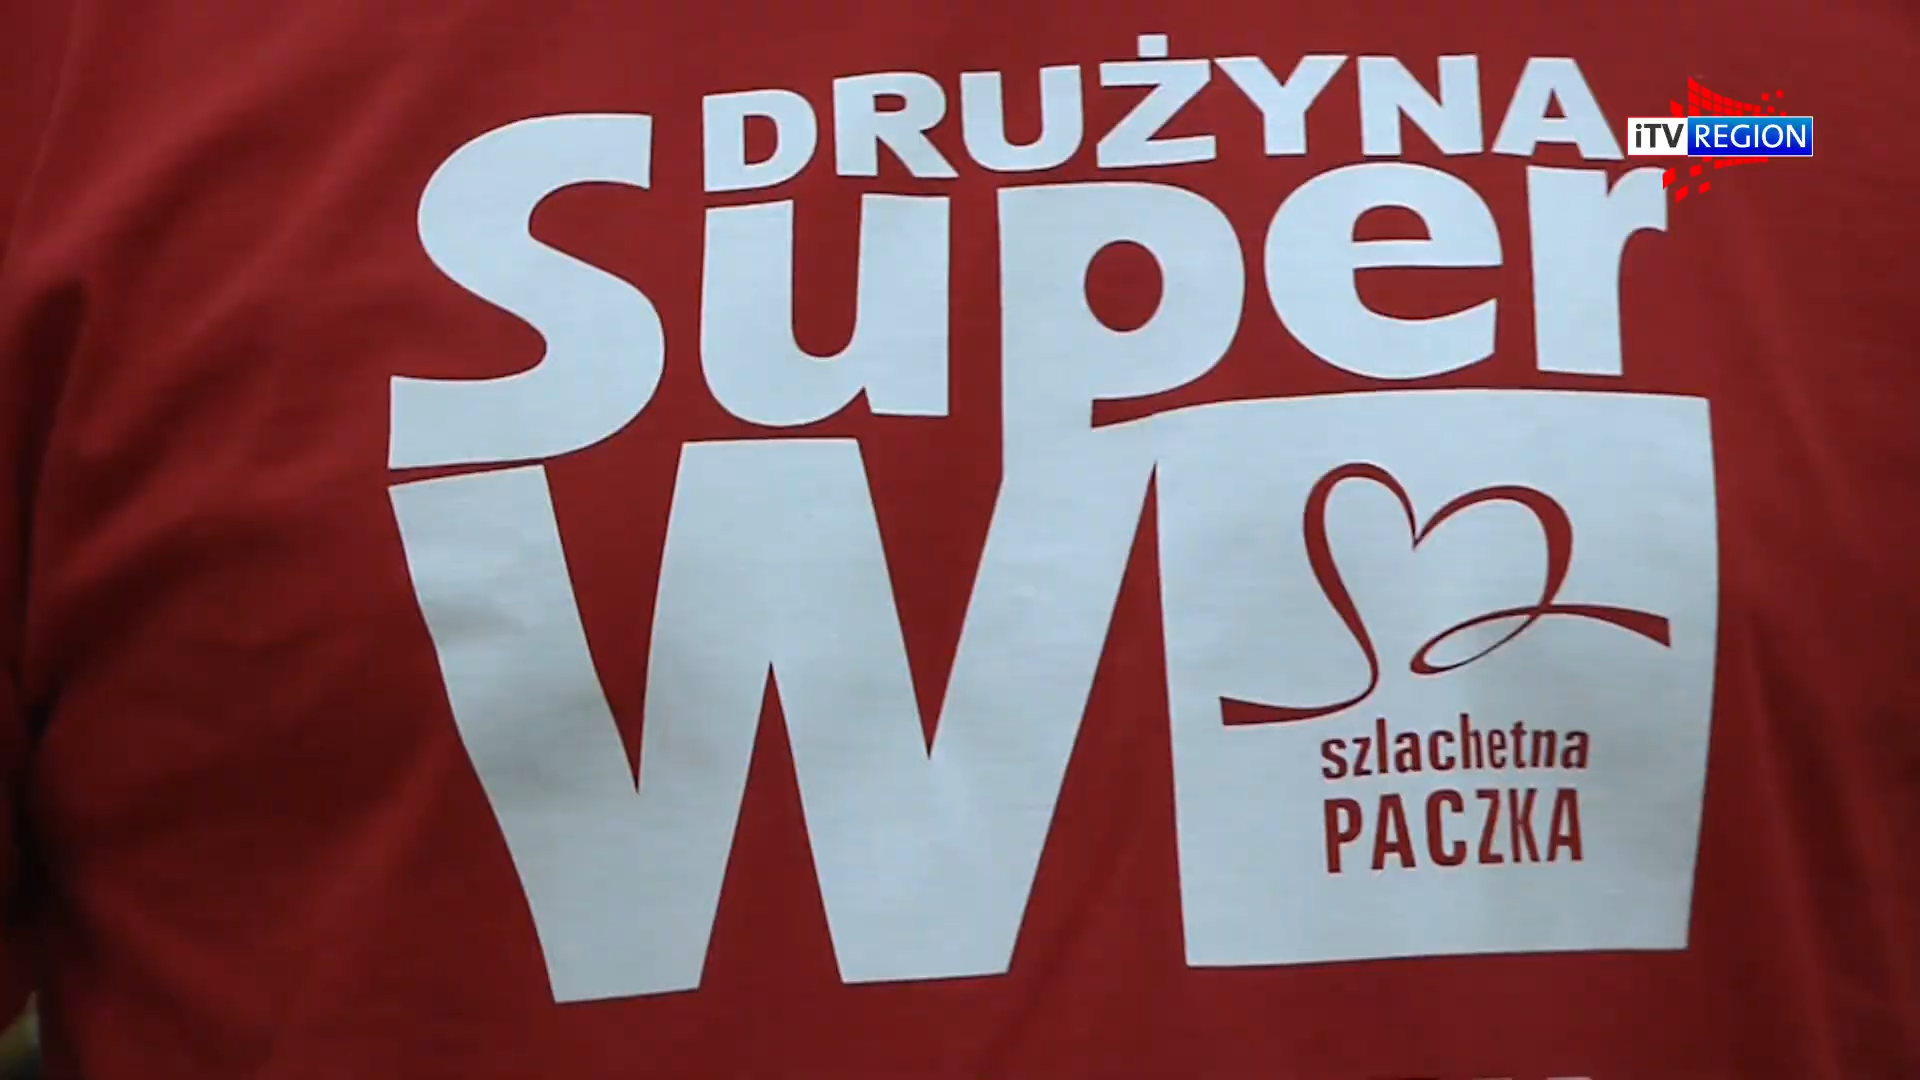 DRUŻYNA
iTV REGION
Super
W
szlachetna
PACZKA